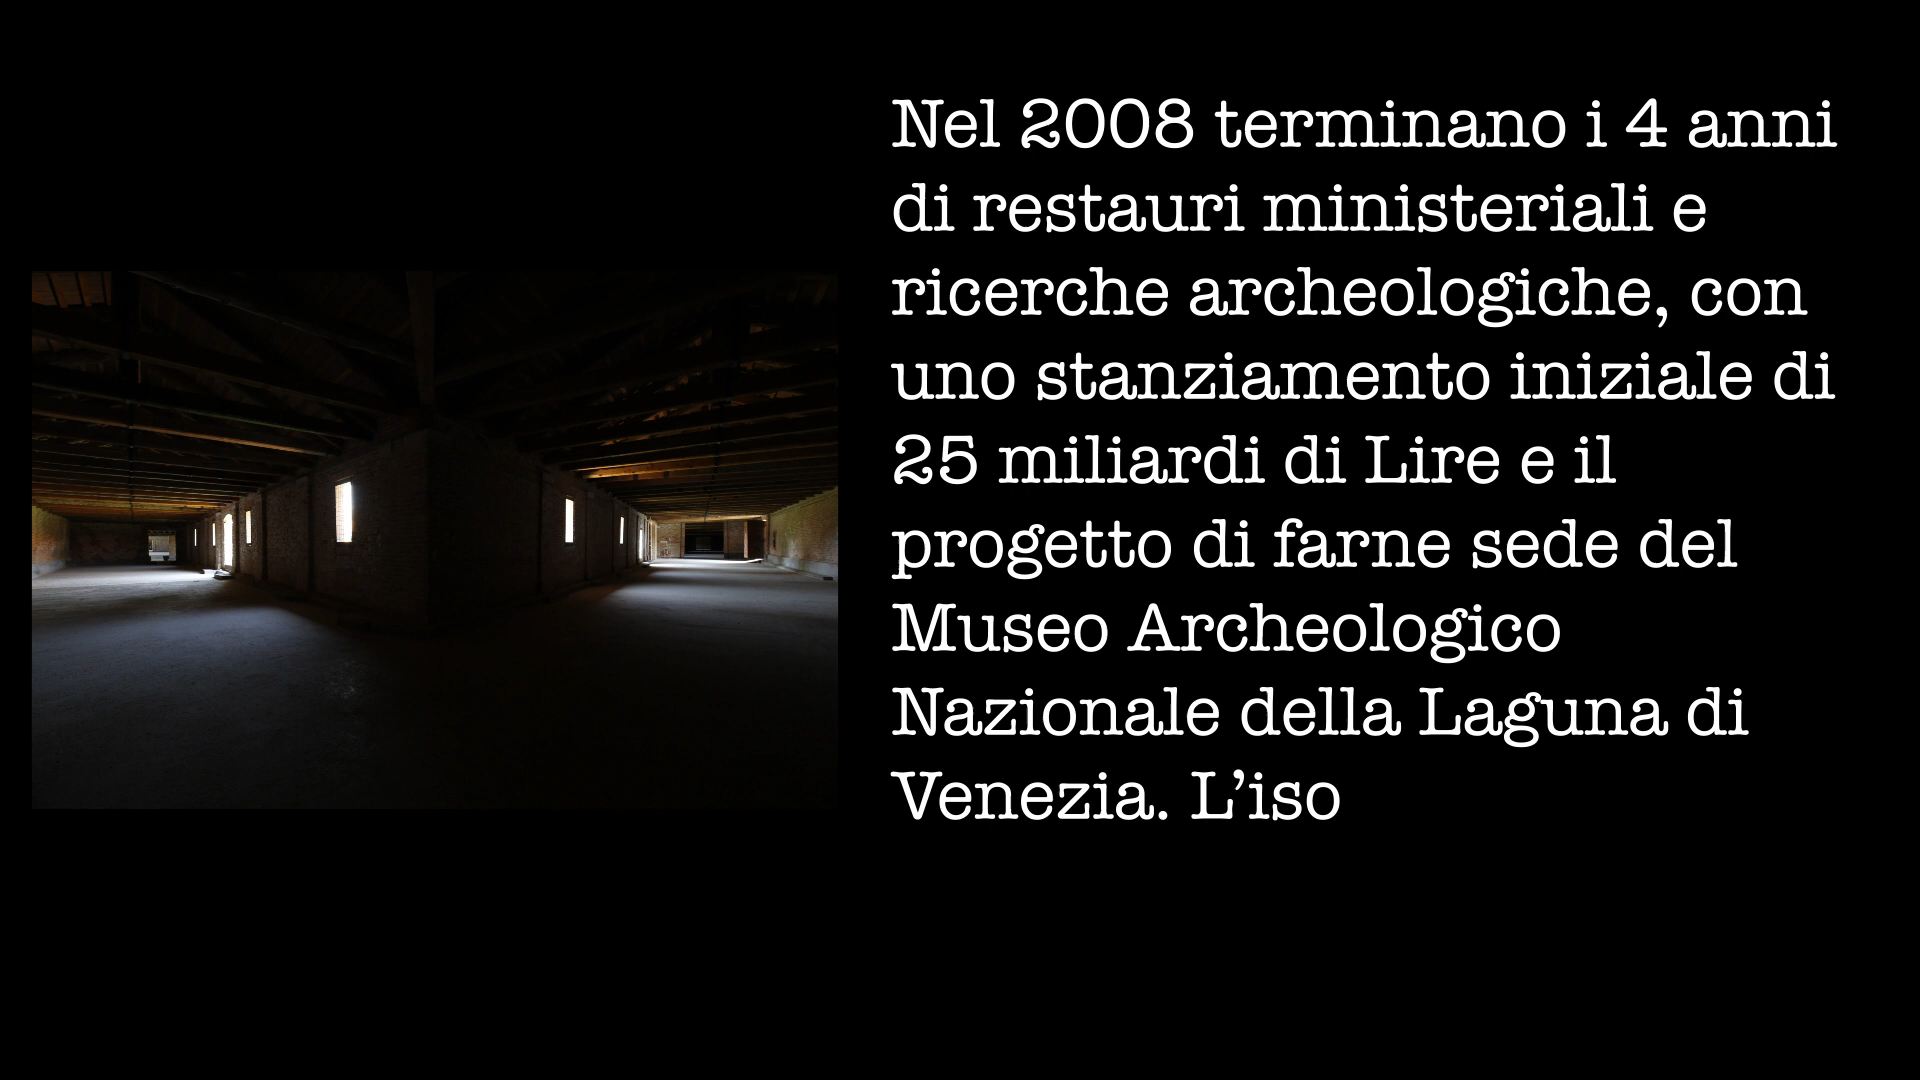 Nel 2008 terminano i 4 anni
di restauri ministeriali e
ricerche archeologiche, con
uno stanziamento iniziale di
25 miliardi di Lire e il
progetto di farne sede del
Museo Archeologico
Nazionale della Laguna di
Venezia. L’iso